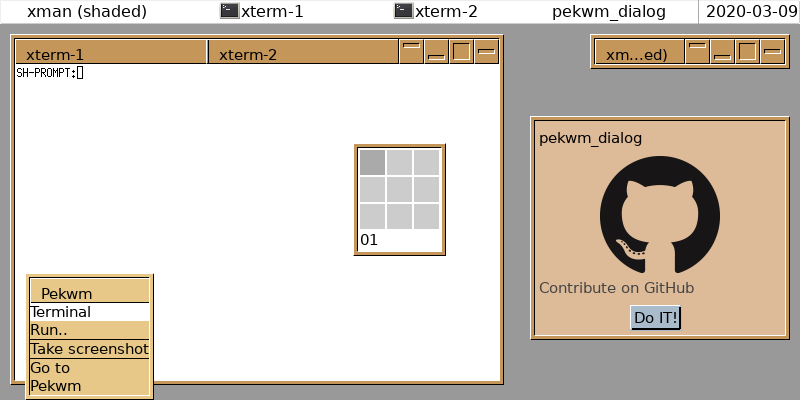 xman (shaded) xterm-1 xterm-2 pekwm_dialog 2020-03-09
xterm-1 xterm-2
SH-PROMPT:
xm...ed)
pekwm_dialog
Contribute on GitHub
Do IT!
01
Pekwm
Terminal
Run..
Take screenshot
Go to
Pekwm